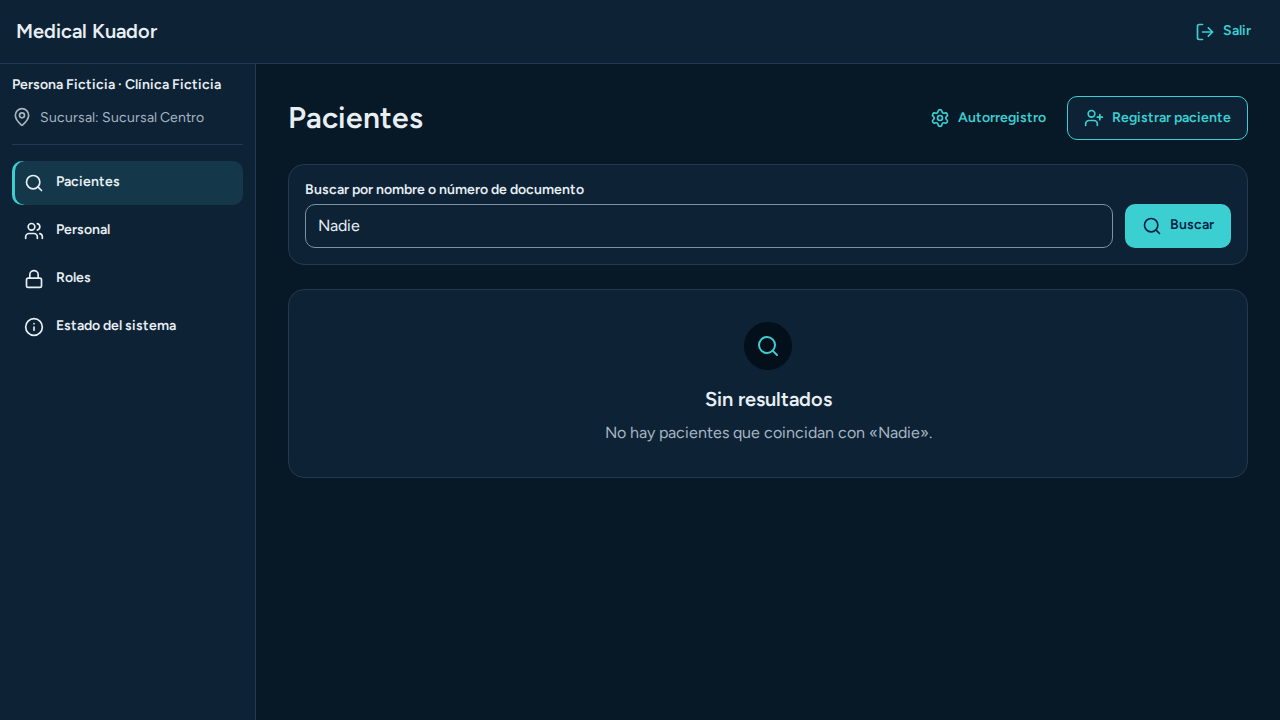 Medical Kuador
Salir
Persona Ficticia · Clínica Ficticia
Sucursal: Sucursal Centro
Pacientes
Personal
Roles
Estado del sistema
Pacientes
Autorregistro
Registrar paciente
Buscar por nombre o número de documento
Nadie
Buscar
Sin resultados
No hay pacientes que coincidan con «Nadie».